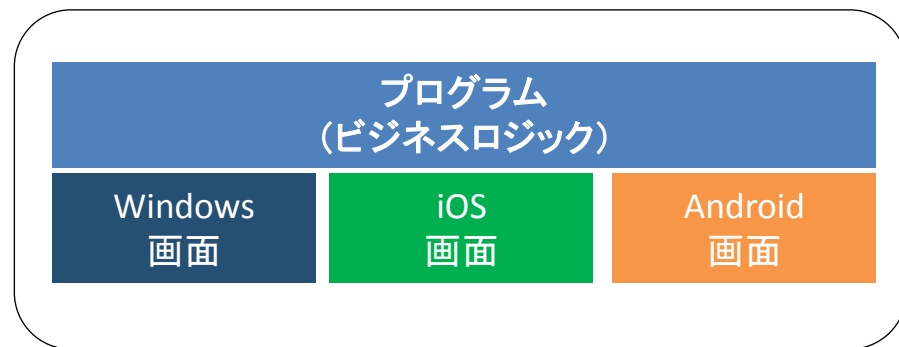 プログラム
（ビジネスロジック）
Windows
画面
iOS
画面
Android
画面